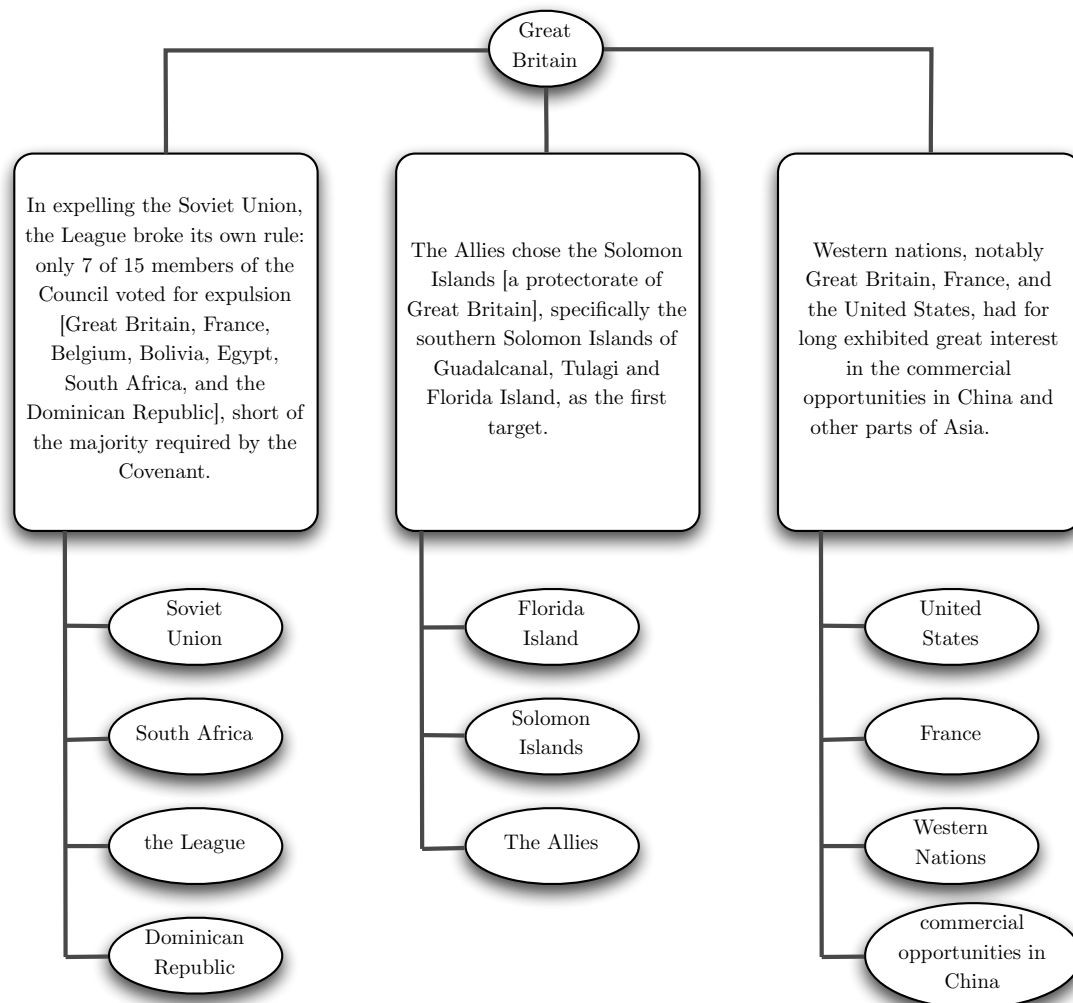 Great
Britain
In expelling the Soviet Union,
the League broke its own rule:
only 7 of 15 members of the
Council voted for expulsion
[Great Britain, France,
Belgium, Bolivia, Egypt,
South Africa, and the
Dominican Republic], short of
the majority required by the
Covenant.
The Allies chose the Solomon
Islands [a protectorate of
Great Britain], specifically the
southern Solomon Islands of
Guadalcanal, Tulagi and
Florida Island, as the first
target.
Western nations, notably
Great Britain, France, and
the United States, had for
long exhibited great interest
in the commercial
opportunities in China and
other parts of Asia.
Soviet
Union
South Africa
the League
Dominican
Republic
Florida
Island
Solomon
Islands
The Allies
United
States
France
Western
Nations
commercial
opportunities in
China